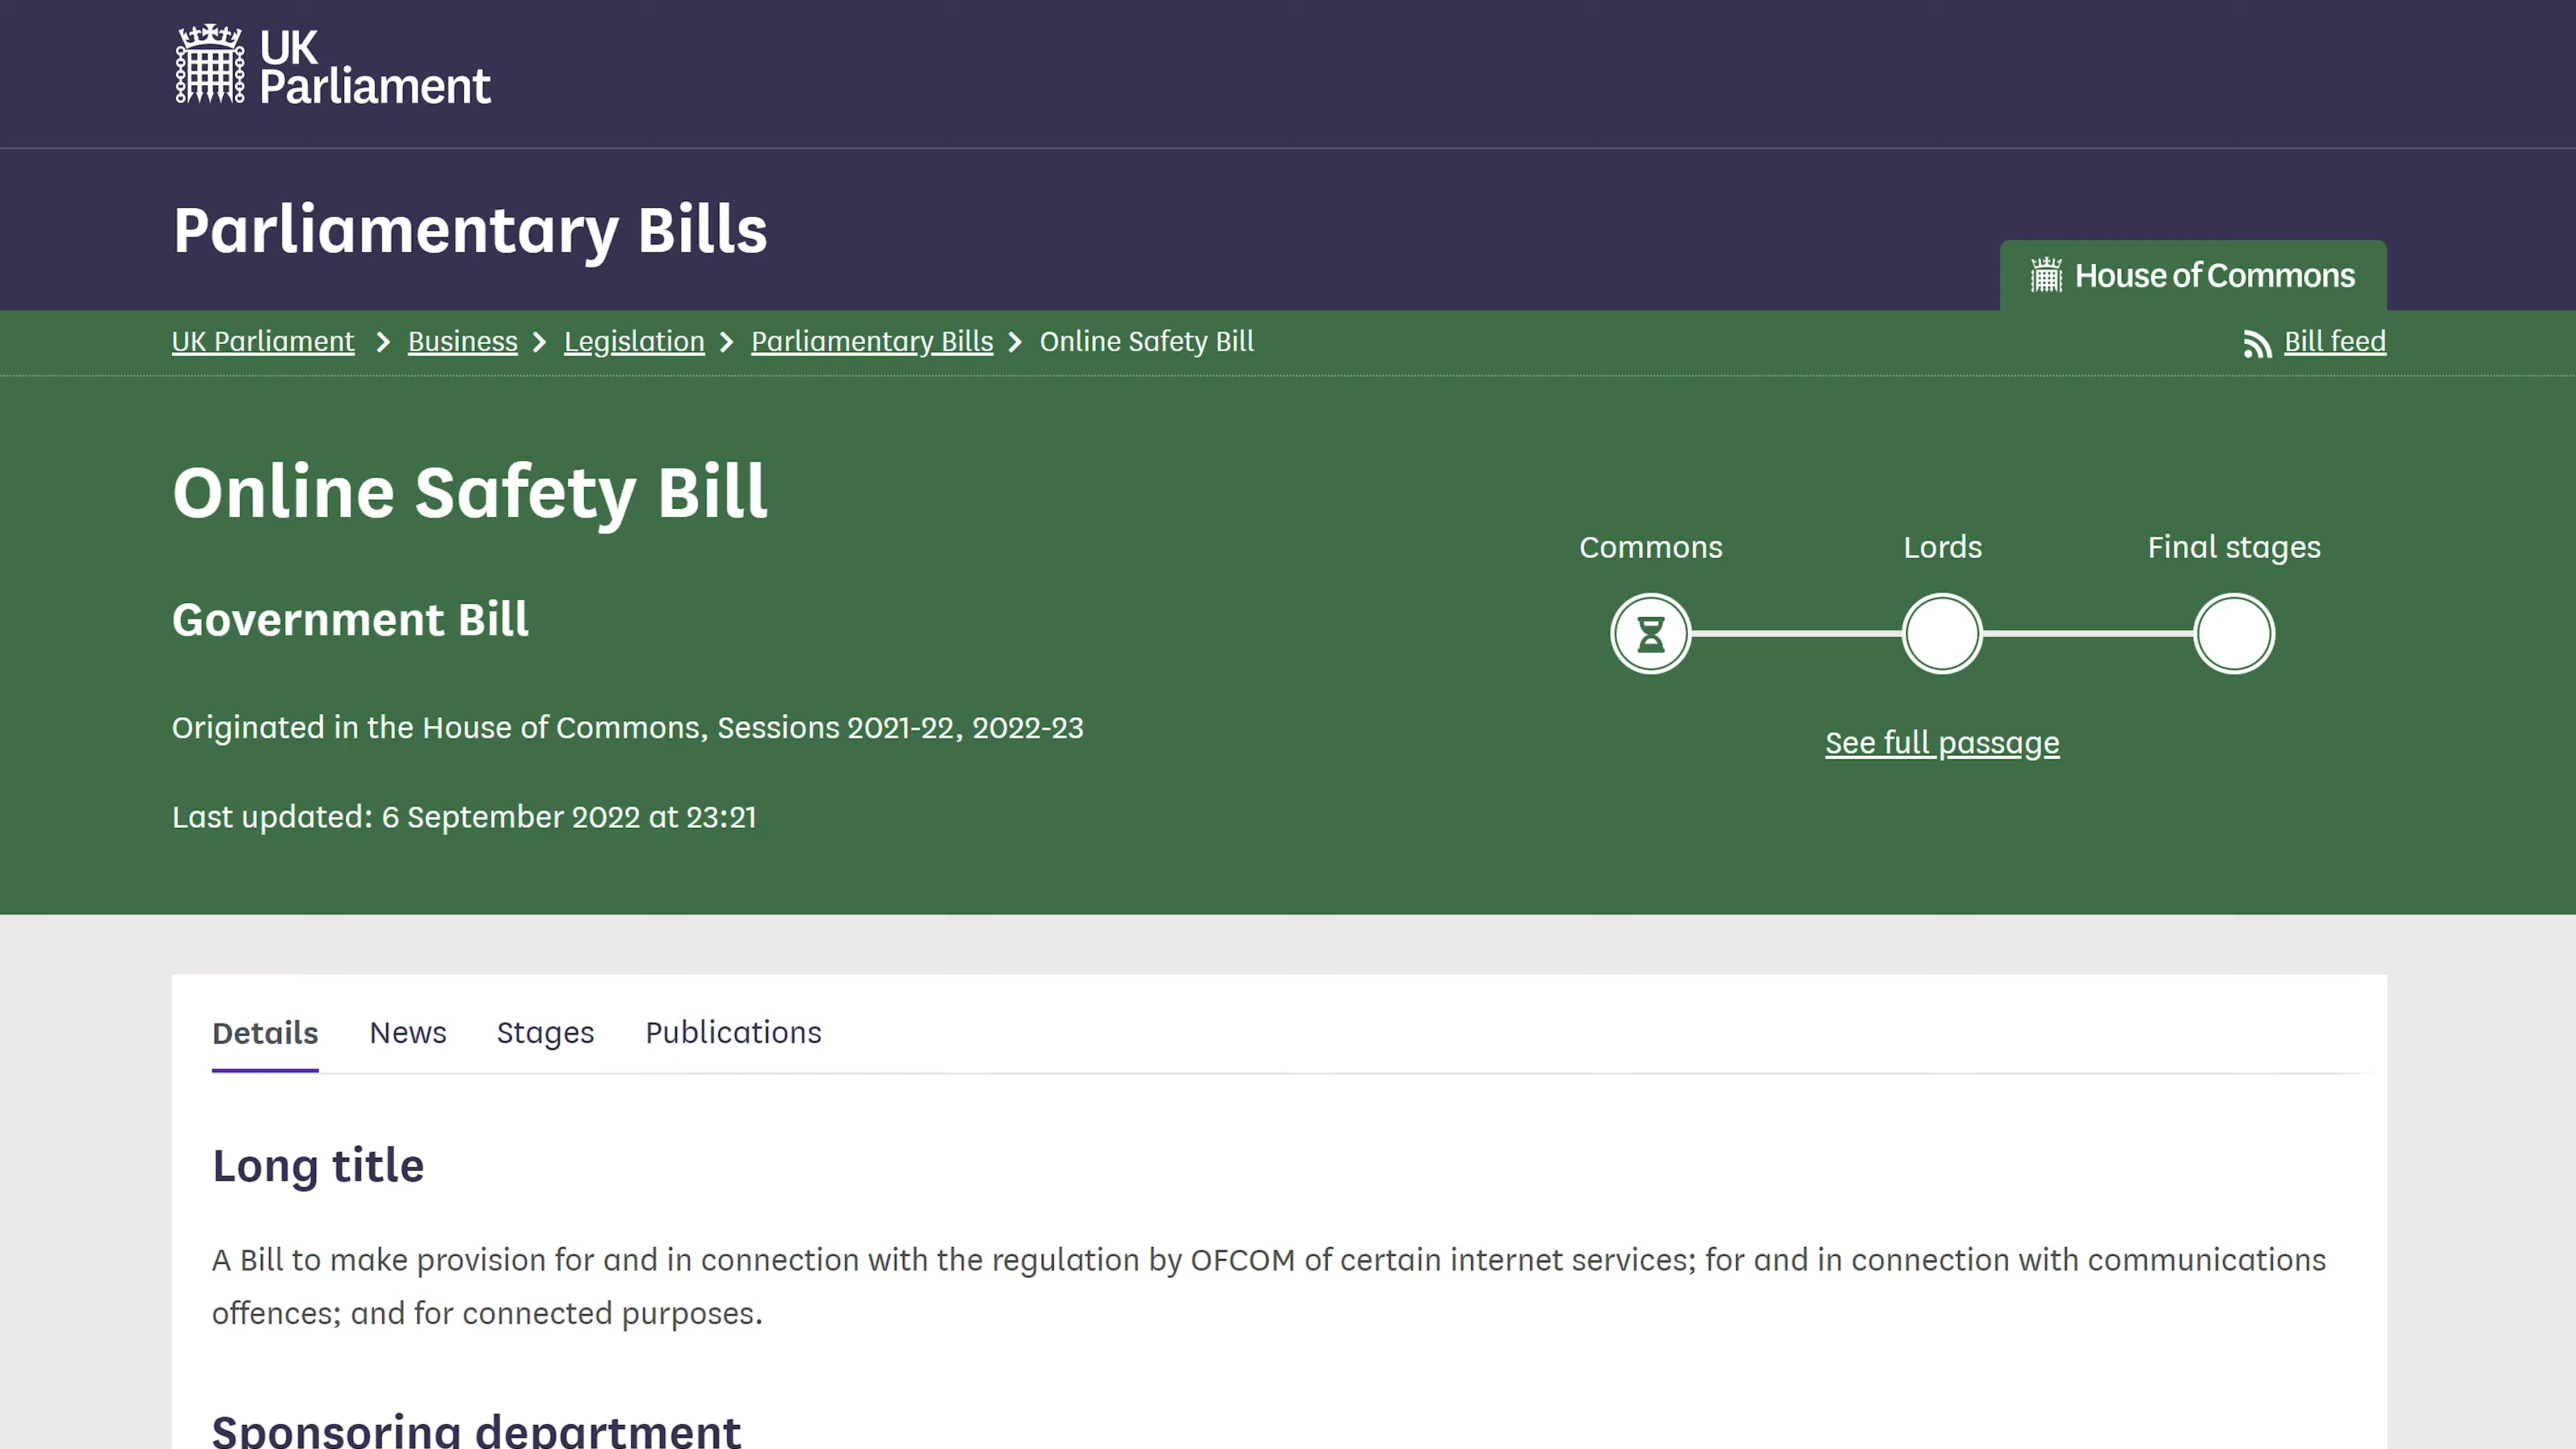 UK
Parliament
Parliamentary Bills
House of Commons
UK Parliament > Business > Legislation > Parliamentary Bills > Online Safety Bill
Bill feed
Online Safety Bill
Government Bill
Originated in the House of Commons, Sessions 2021-22, 2022-23
Last updated: 6 September 2022 at 23:21
Commons
Lords
Final stages
See full passage
Details
News
Stages
Publications
Long title
A Bill to make provision for and in connection with the regulation by OFCOM of certain internet services; for and in connection with communications
offences; and for connected purposes.
Sponsoring department